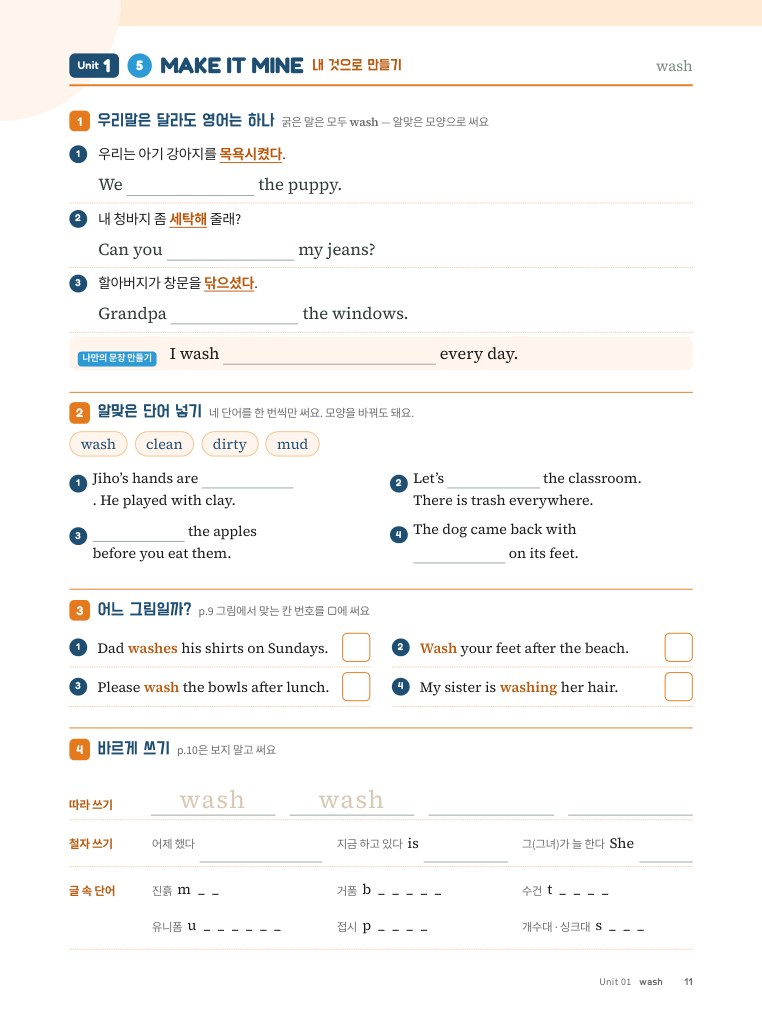 Unit 1 5 MAKE IT MINE 내 것으로 만들기 wash
1 우리말은 달라도 영어는 하나 굵은 말은 모두 wash — 알맞은 모양으로 써요
1 우리는 아기 강아지를 목욕시켰다.
We ____________ the puppy.
2 내 청바지 좀 세탁해 줄래?
Can you ____________ my jeans?
3 할아버지가 창문을 닦으셨다.
Grandpa ____________ the windows.
나만의 문장 만들기 I wash ____________ every day.
2 알맞은 단어 넣기 네 단어를 한 번씩만 써요. 모양을 바꿔도 돼요.
wash clean dirty mud
1 Jiho’s hands are ____________
. He played with clay.
2 Let’s ____________ the classroom.
There is trash everywhere.
3 ____________ the apples
before you eat them.
4 The dog came back with
____________ on its feet.
3 어느 그림일까? p.9 그림에서 맞는 칸 번호를 □에 써요
1 Dad washes his shirts on Sundays.
2 Wash your feet after the beach.
3 Please wash the bowls after lunch.
4 My sister is washing her hair.
4 바르게 쓰기 p.10은 보지 말고 써요
따라 쓰기 wash wash
철자 쓰기 어제 했다 ____________ 지금 하고 있다 is ____________ 그(그녀)가 늘 한다 She ____________
글 속 단어 진흙 m _ _ 거품 b _ _ _ _ _ 수건 t _ _ _ _
유니폼 u _ _ _ _ _ _ 접시 p _ _ _ _ 개수대 · 싱크대 s _ _ _
Unit 01 wash 11